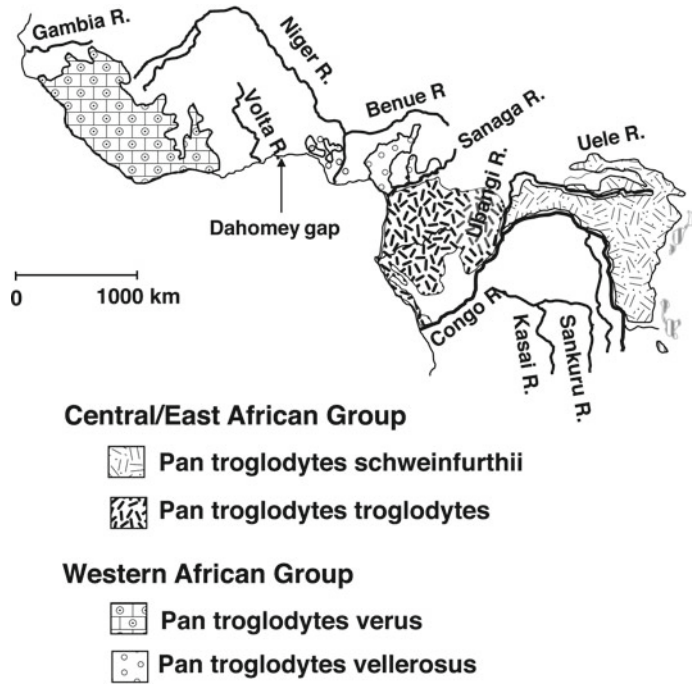 Gambia R.
Niger R.
Volta R.
Benue R
Sanaga R.
Ubangi R.
Uele R.
Dahomey gap
0 1000 km
Congo R.
Kasai R.
Sankuru R.
Central/East African Group
Pan troglodytes schweinfurthii
Pan troglodytes troglodytes
Western African Group
Pan troglodytes verus
Pan troglodytes vellerosus